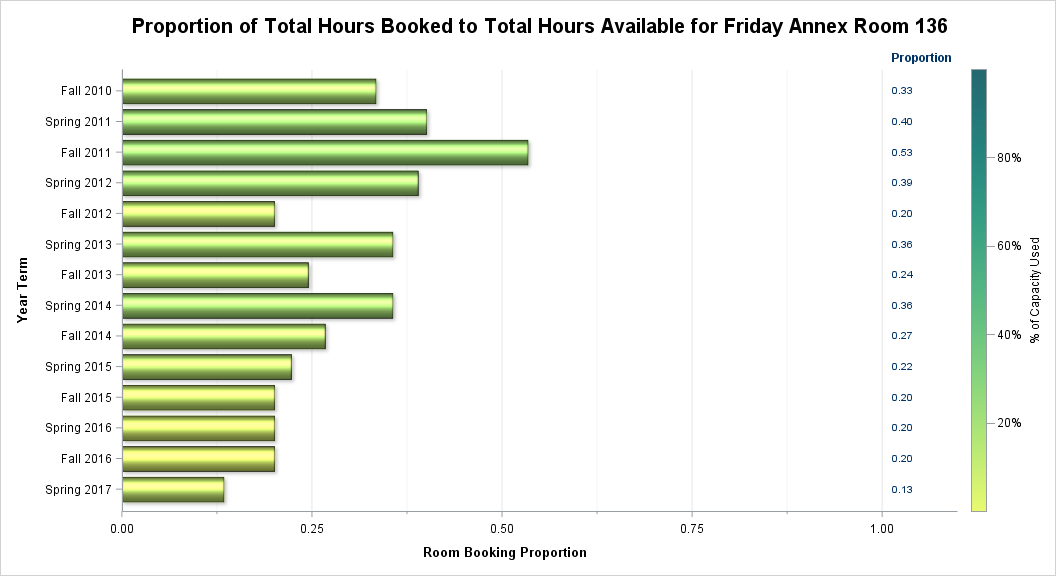 Proportion of Total Hours Booked to Total Hours Available for Friday Annex Room 136
Proportion
Fall 2010 0.33
Spring 2011 0.40
Fall 2011 0.53
Spring 2012 0.39
Fall 2012 0.20
Spring 2013 0.36
Fall 2013 0.24
Spring 2014 0.36
Fall 2014 0.27
Spring 2015 0.22
Fall 2015 0.20
Spring 2016 0.20
Fall 2016 0.20
Spring 2017 0.13
Year Term
0.00 0.25 0.50 0.75 1.00
Room Booking Proportion
80%
60%
40%
20%
% of Capacity Used